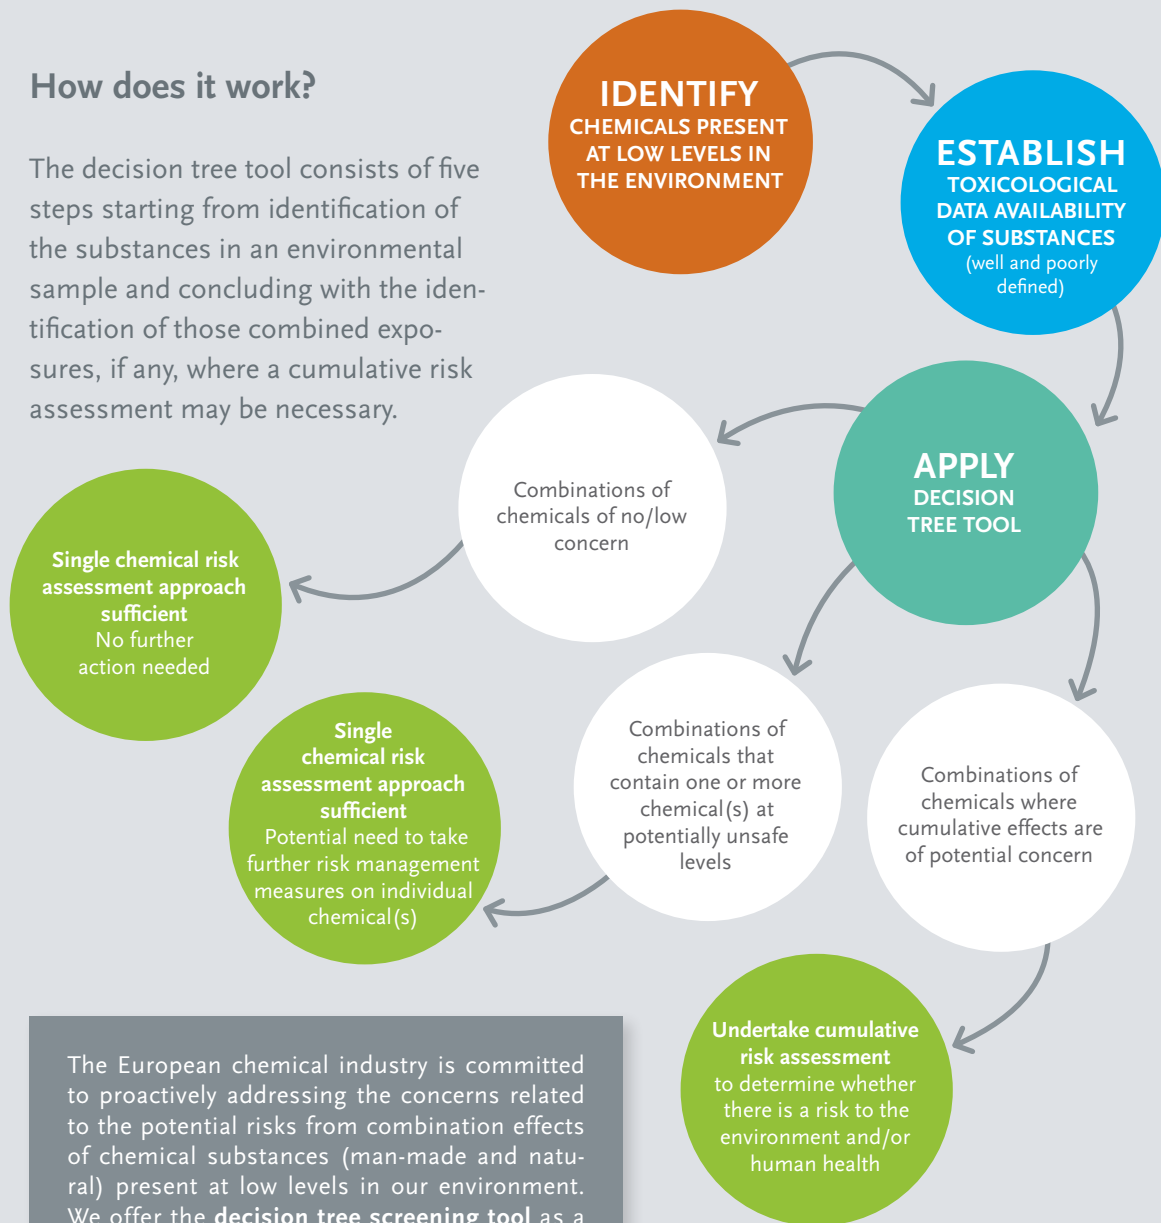 How does it work?
The decision tree tool consists of five
steps starting from identification of
the substances in an environmental
sample and concluding with the iden-
tification of those combined expo-
sures, if any, where a cumulative risk
assessment may be necessary.
IDENTIFY
CHEMICALS PRESENT
AT LOW LEVELS IN
THE ENVIRONMENT
ESTABLISH
TOXICOLOGICAL
DATA AVAILABILITY
OF SUBSTANCES
(well and poorly
defined)
APPLY
DECISION
TREE TOOL
Combinations of
chemicals of no/low
concern
Single chemical risk
assessment approach
sufficient
No further
action needed
Combinations of
chemicals that
contain one or more
chemical(s) at
potentially unsafe
levels
Single
chemical risk
assessment approach
sufficient
Potential need to take
further risk management
measures on individual
chemical(s)
Combinations of
chemicals where
cumulative effects are
of potential concern
Undertake cumulative
risk assessment
to determine whether
there is a risk to the
environment and/or
human health
The European chemical industry is committed
to proactively addressing the concerns related
to the potential risks from combination effects
of chemical substances (man-made and natu-
ral) present at low levels in our environment.
We offer the decision tree screening tool as a